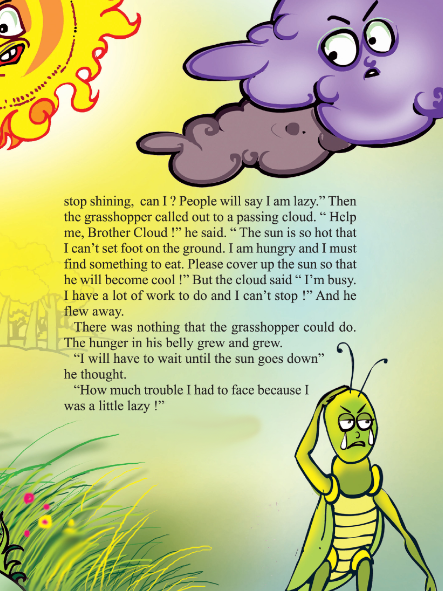 stop shining, can I ? People will say I am lazy.” Then
the grasshopper called out to a passing cloud. “ Help
me, Brother Cloud !” he said. “ The sun is so hot that
I can’t set foot on the ground. I am hungry and I must
find something to eat. Please cover up the sun so that
he will become cool !” But the cloud said “ I’m busy.
I have a lot of work to do and I can’t stop !” And he
flew away.
There was nothing that the grasshopper could do.
The hunger in his belly grew and grew.
“I will have to wait until the sun goes down”
he thought.
“How much trouble I had to face because I
was a little lazy !”